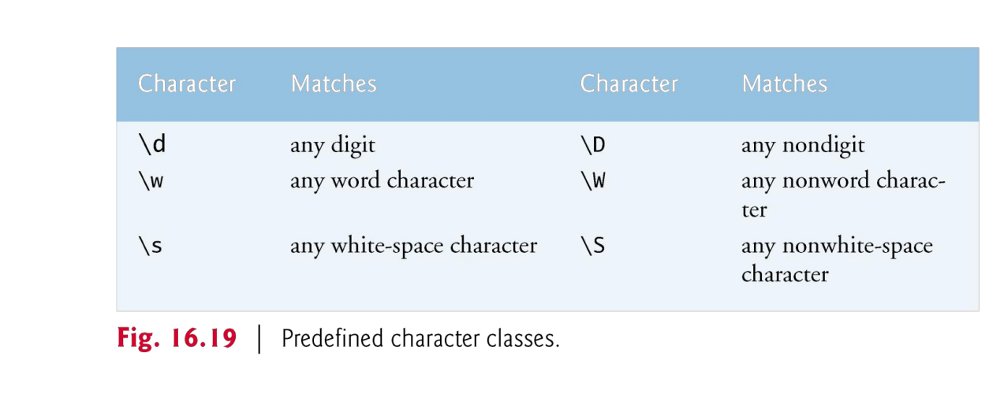 Character Matches Character Matches
\d any digit \D any nondigit
\w any word character \W any nonword charac-
ter
\s any white-space character \S any nonwhite-space
character
Fig. 16.19 | Predefined character classes.